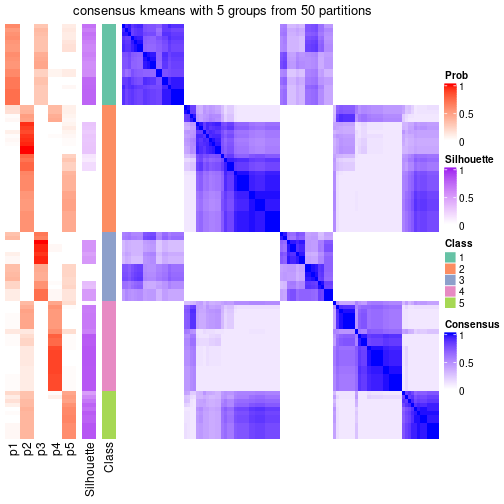 consensus kmeans with 5 groups from 50 partitions
Prob
1
0.5
0
Silhouette
1
0.5
0
Class
1
2
3
4
5
Consensus
1
0.5
0
p1
p2
p3
p4
p5
Silhouette
Class